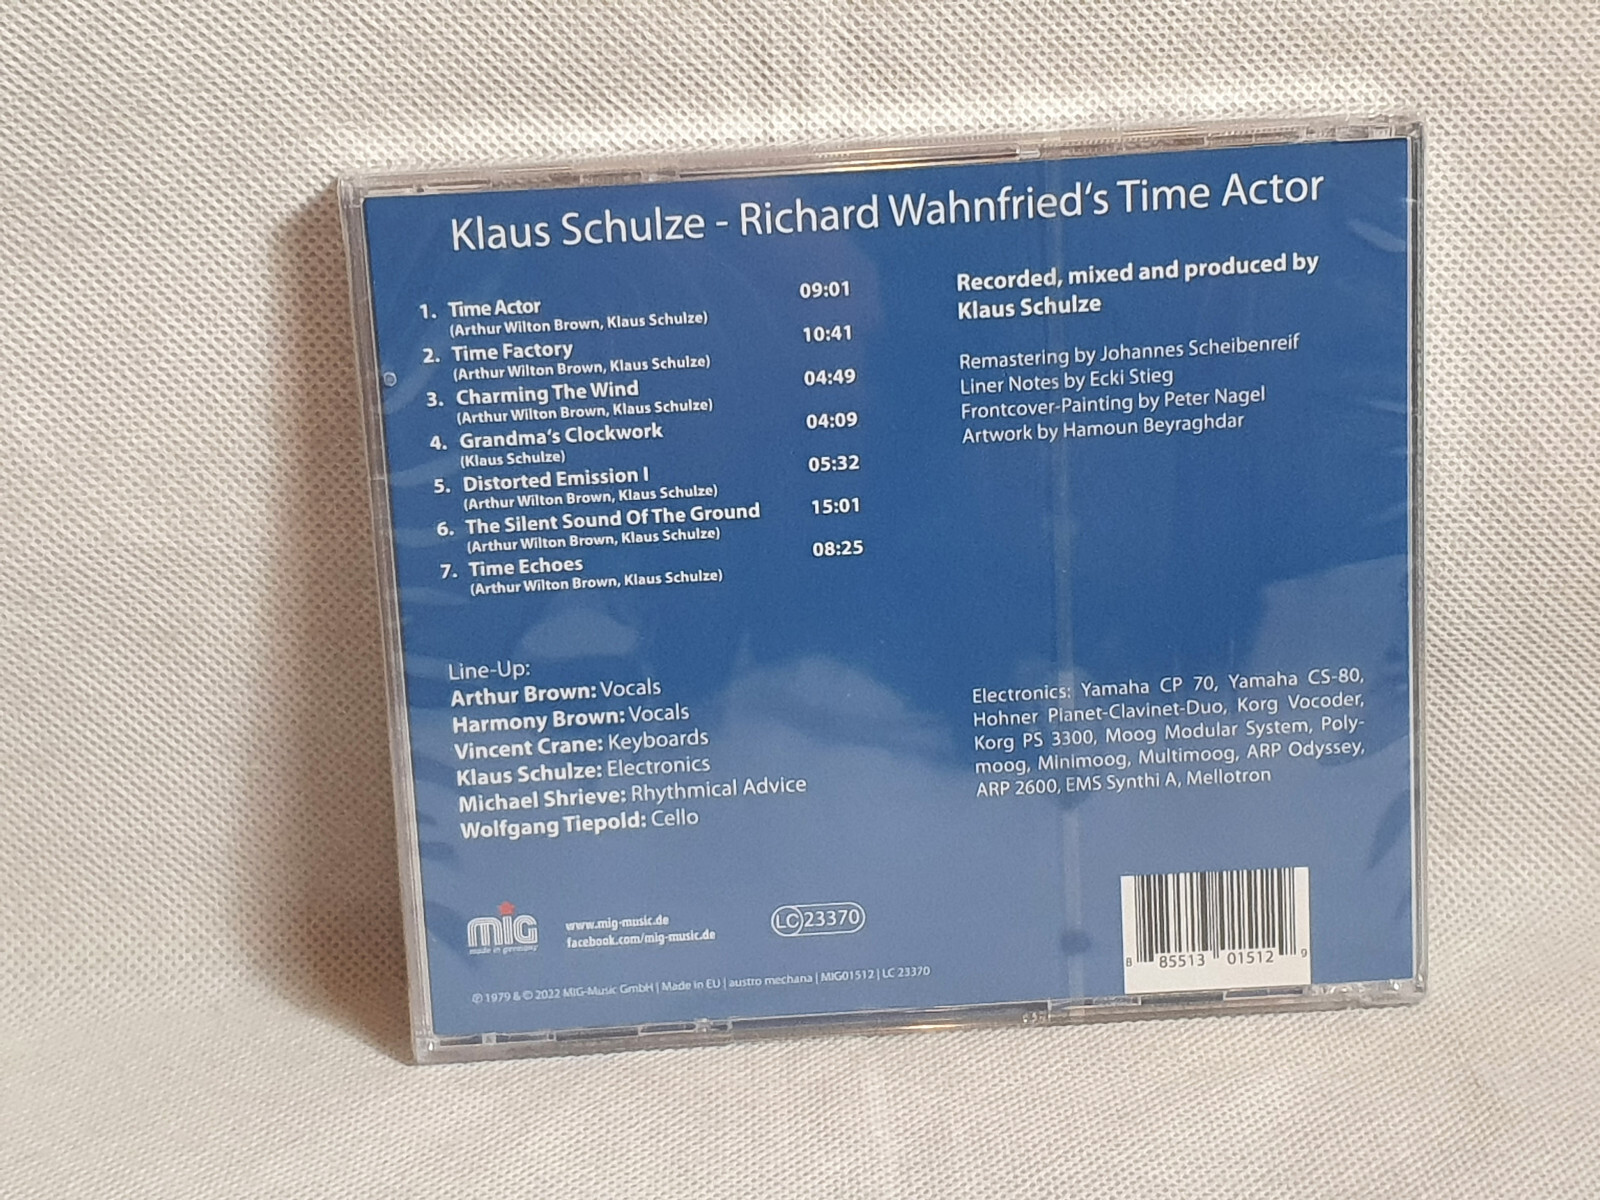 Klaus Schulze - Richard Wahnfried‘s Time Actor
1. Time Actor 09:01
(Arthur Wilton Brown, Klaus Schulze)
2. Time Factory 10:41
(Arthur Wilton Brown, Klaus Schulze)
3. Charming The Wind 04:49
(Arthur Wilton Brown, Klaus Schulze)
4. Grandma‘s Clockwork 04:09
(Klaus Schulze)
5. Distorted Emission I 05:32
(Arthur Wilton Brown, Klaus Schulze)
6. The Silent Sound Of The Ground 15:01
(Arthur Wilton Brown, Klaus Schulze)
7. Time Echoes 08:25
(Arthur Wilton Brown, Klaus Schulze)
Recorded, mixed and produced by
Klaus Schulze
Remastering by Johannes Scheibenreif
Liner Notes by Ecki Stieg
Frontcover-Painting by Peter Nagel
Artwork by Hamoun Beyraghdar
Line-Up:
Arthur Brown: Vocals
Harmony Brown: Vocals
Vincent Crane: Keyboards
Klaus Schulze: Electronics
Michael Shrieve: Rhythmical Advice
Wolfgang Tiepold: Cello
Electronics: Yamaha CP 70, Yamaha CS-80,
Hohner Planet-Clavinet-Duo, Korg Vocoder,
Korg PS 3300, Moog Modular System, Poly-
moog, Minimoog, Multimoog, ARP Odyssey,
ARP 2600, EMS Synthi A, Mellotron
mig
made in germany
www.mig-music.de
facebook.com/mig-music.de
LC 23370
℗ 1979 & © 2022 MIG-Music GmbH | Made in EU | austro mechana | MIG01512 | LC 23370
8 85513 01512 9